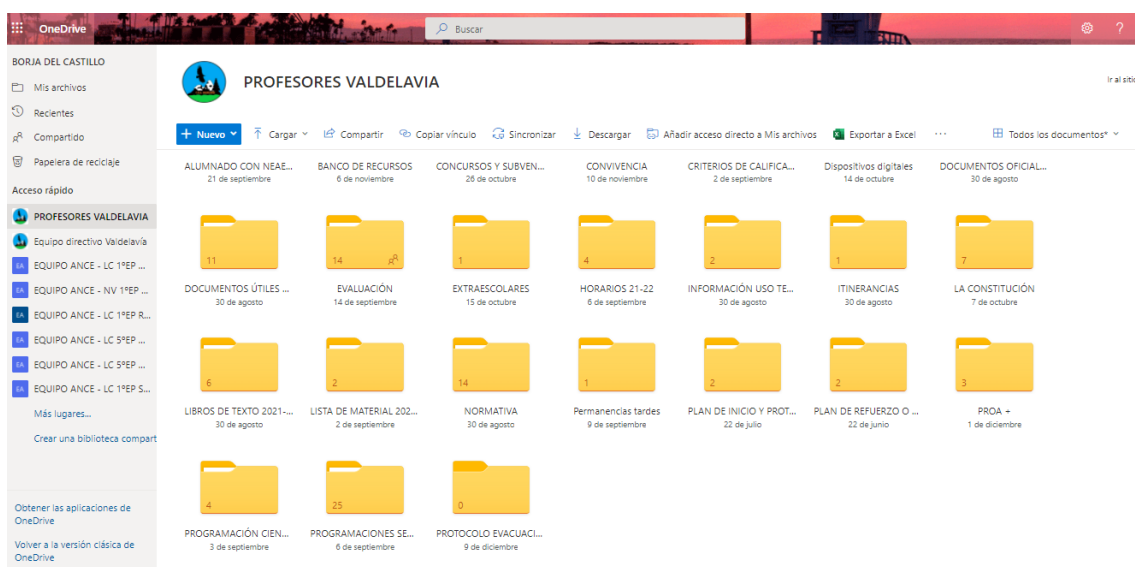 OneDrive
Buscar
?
BORJA DEL CASTILLO
Mis archivos
Recientes
Compartido
Papelera de reciclaje
Acceso rápido
PROFESORES VALDELAVIA
Equipo directivo Valdelavía
EA EQUIPO ANCE - LC 1ºEP ...
EA EQUIPO ANCE - NV 1ºEP ...
EA EQUIPO ANCE - LC 1ºEP R...
EA EQUIPO ANCE - LC 5ºEP ...
EA EQUIPO ANCE - LC 5ºEP ...
EA EQUIPO ANCE - LC 1ºEP S...
Más lugares...
Crear una biblioteca compart
Obtener las aplicaciones de
OneDrive
Volver a la versión clásica de
OneDrive
PROFESORES VALDELAVIA
Ir al sitio
+ Nuevo Cargar Compartir Copiar vínculo Sincronizar Descargar Añadir acceso directo a Mis archivos Exportar a Excel ... Todos los documentos*
ALUMNADO CON NEAE... BANCO DE RECURSOS CONCURSOS Y SUBVEN... CONVIVENCIA CRITERIOS DE CALIFICA... Dispositivos digitales DOCUMENTOS OFICIAL...
21 de septiembre 6 de noviembre 26 de octubre 10 de noviembre 2 de septiembre 14 de octubre 30 de agosto
11 14 1 4 2 1 7
DOCUMENTOS ÚTILES ... EVALUACIÓN EXTRAESCOLARES HORARIOS 21-22 INFORMACIÓN USO TE... ITINERANCIAS LA CONSTITUCIÓN
30 de agosto 14 de septiembre 15 de octubre 6 de septiembre 30 de agosto 30 de agosto 7 de octubre
6 2 14 1 2 2 3
LIBROS DE TEXTO 2021-... LISTA DE MATERIAL 202... NORMATIVA Permanencias tardes PLAN DE INICIO Y PROT... PLAN DE REFUERZO O ... PROA +
30 de agosto 2 de septiembre 30 de agosto 9 de septiembre 22 de julio 22 de junio 1 de diciembre
4 25 0
PROGRAMACIÓN CIEN... PROGRAMACIONES SE... PROTOCOLO EVACUACI...
3 de septiembre 6 de septiembre 9 de diciembre